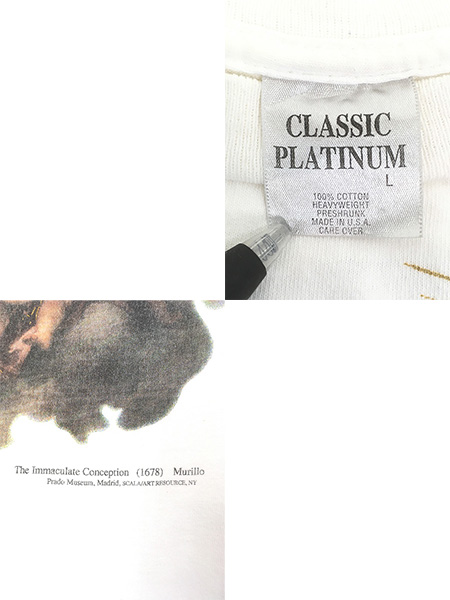 CLASSIC
PLATINUM
L
100% COTTON
HEAVYWEIGHT
PRESHRUNK
MADE IN U.S.A.
CARE OVER
The Immaculate Conception (1678) Murillo
Prado Museum, Madrid, SCALA/ART RESOURCE, NY